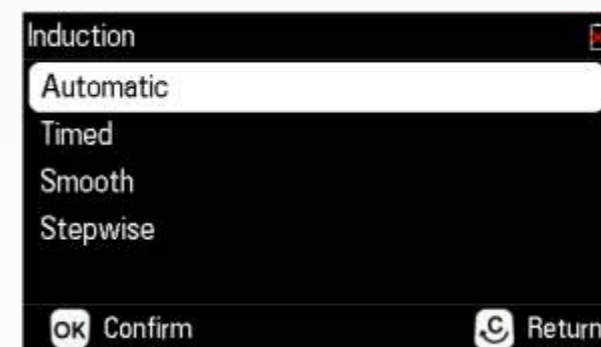 Induction
Automatic
Timed
Smooth
Stepwise
OK Confirm C Return